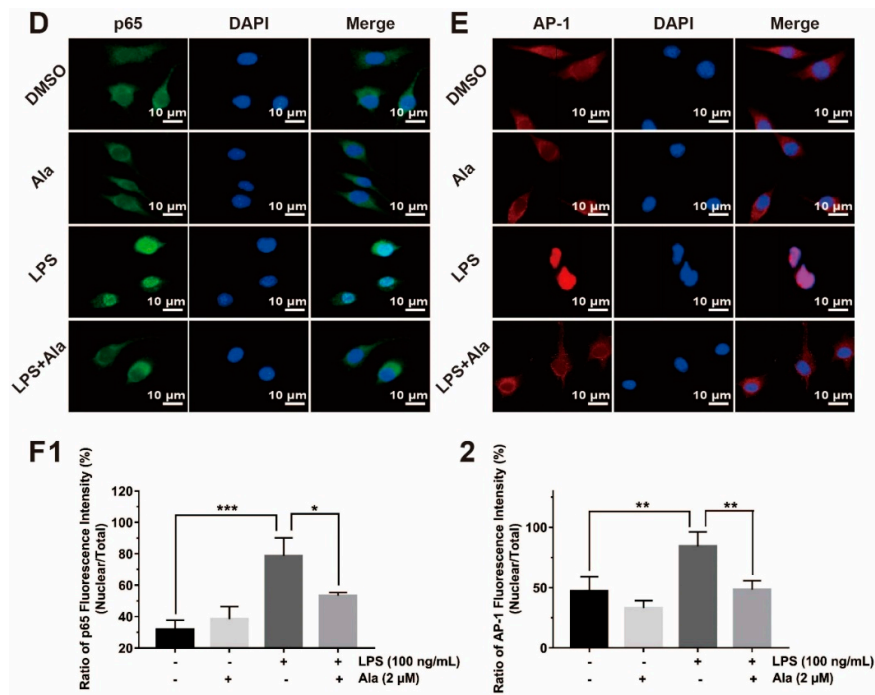 D p65 DAPI Merge
DMSO 10 μm 10 μm 10 μm
Ala 10 μm 10 μm 10 μm
LPS 10 μm 10 μm 10 μm
LPS+Ala 10 μm 10 μm 10 μm
E AP-1 DAPI Merge
DMSO 10 μm 10 μm 10 μm
Ala 10 μm 10 μm 10 μm
LPS 10 μm 10 μm 10 μm
LPS+Ala 10 μm 10 μm 10 μm
F1
Ratio of p65 Fluorescence Intensity (%)
(Nuclear/Total)
120
100
80
60
40
20
*** *
- - + + LPS (100 ng/mL)
- + - + Ala (2 μM)
2
Ratio of AP-1 Fluorescence Intensity (%)
(Nuclear/Total)
100
50
0
** **
- - + + LPS (100 ng/mL)
- + - + Ala (2 μM)